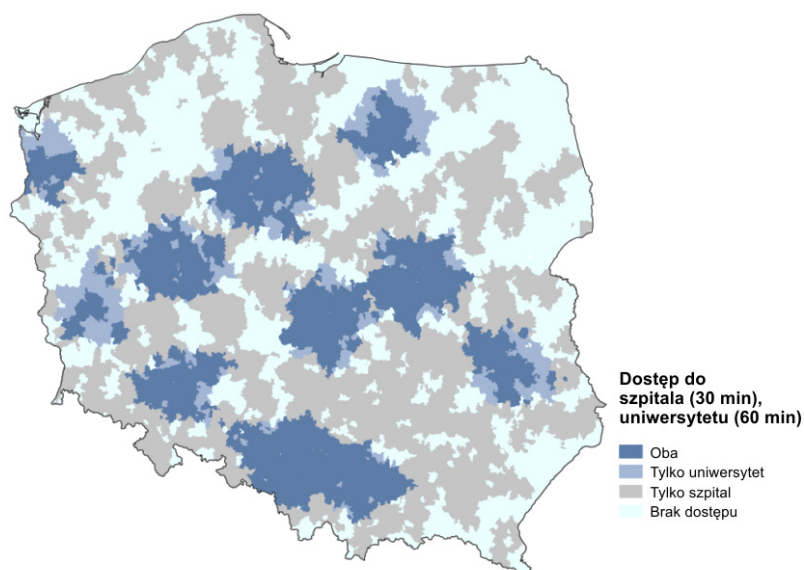 Dostęp do
szpitala (30 min),
uniwersytetu (60 min)
Oba
Tylko uniwersytet
Tylko szpital
Brak dostępu